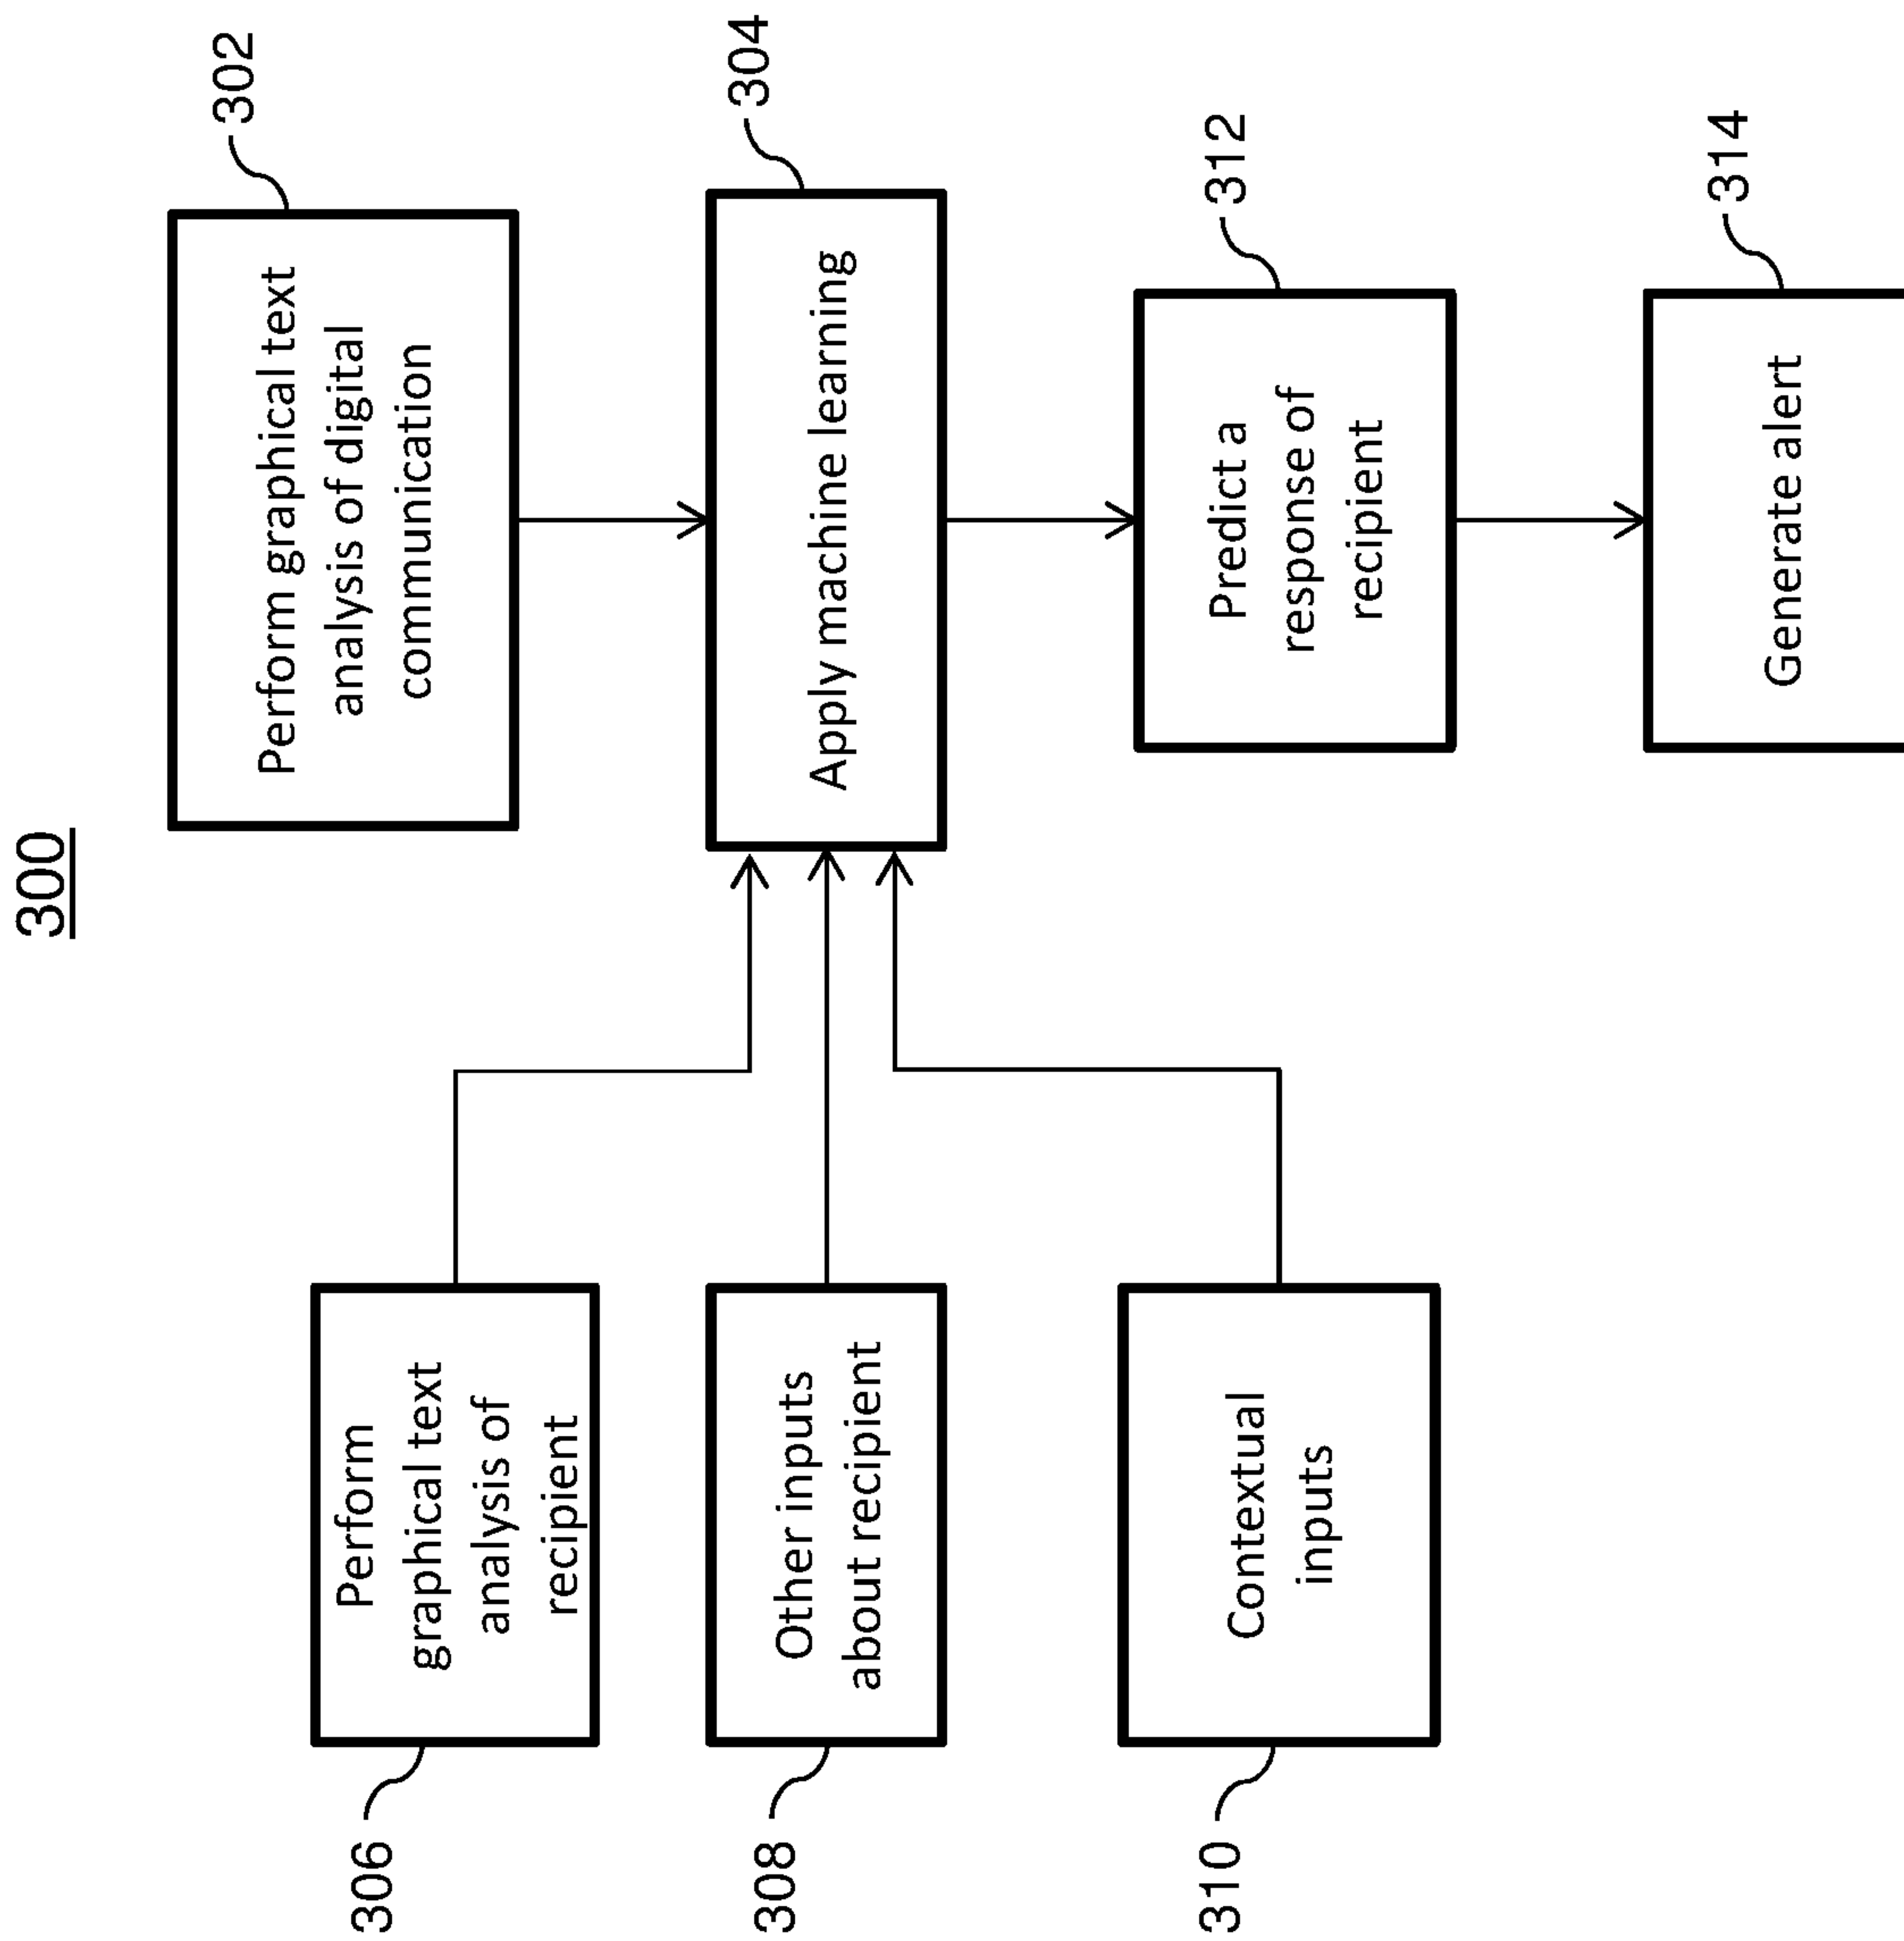 300
302
Perform graphical text
analysis of digital
communication
304
Apply machine learning
306
Perform
graphical text
analysis of
recipient
308
Other inputs
about recipient
310
Contextual
inputs
312
Predict a
response of
recipient
314
Generate alert